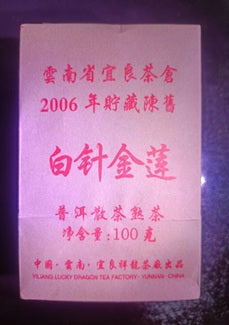 雲南省宜良茶倉
2006年貯藏陳舊
白针金莲
普洱散茶熟茶
净含量:100克
中国·雲南·宜良祥龍茶廠出品
YILIANG LUCKY DRAGON TEA FACTORY·YUNNAN·CHINA